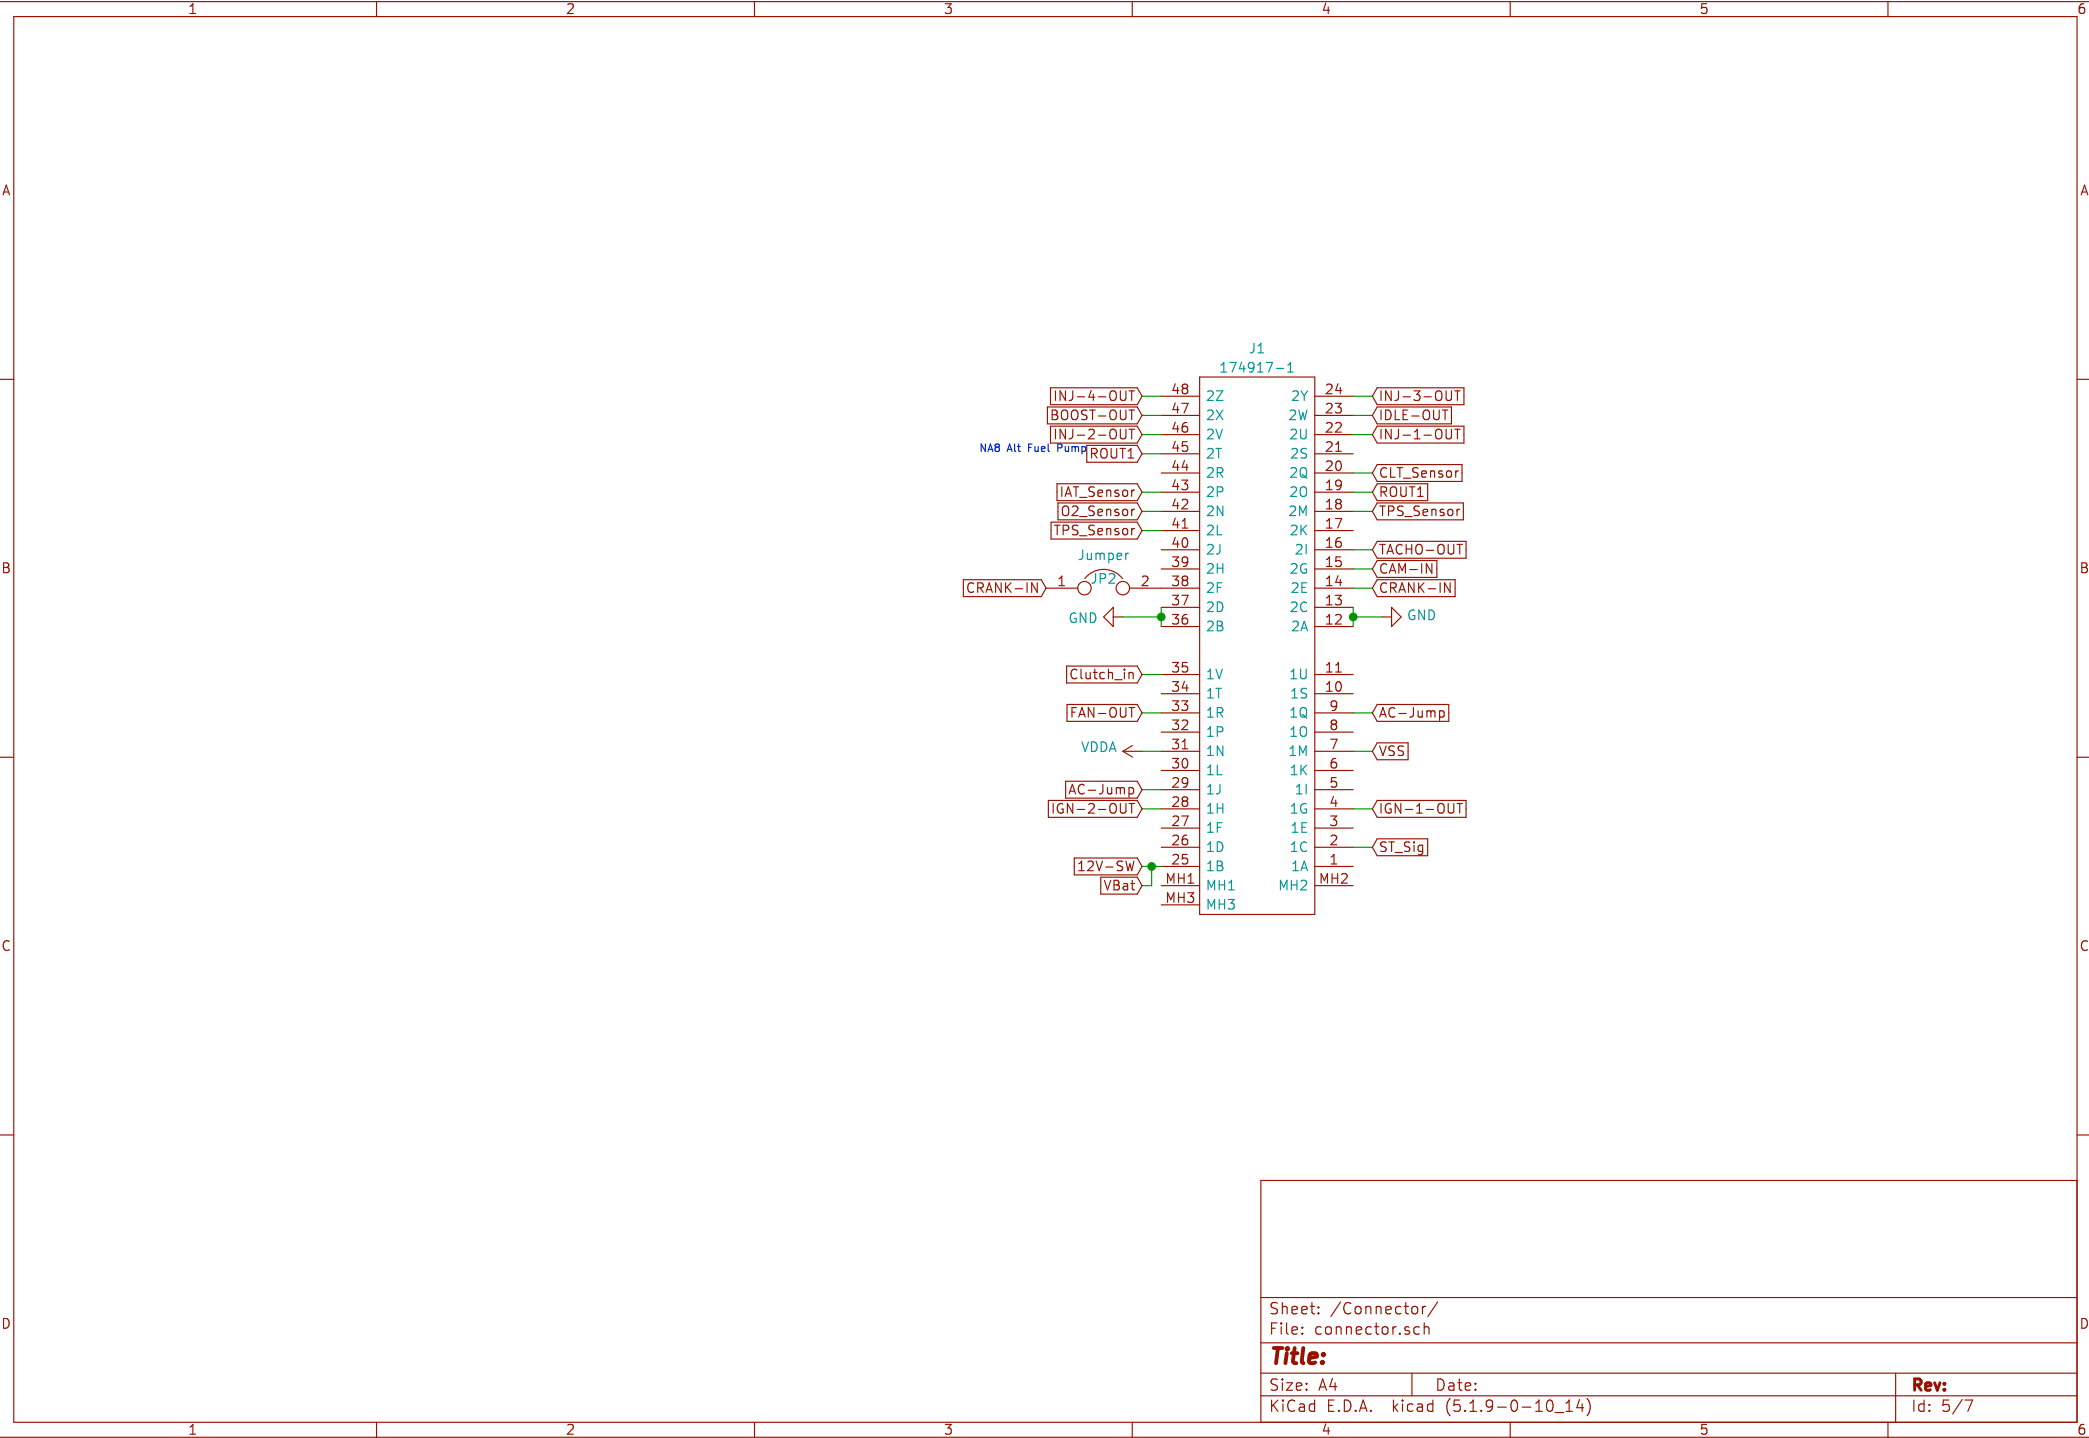 1 2 3 4 5 6
A A
J1
174917-1
INJ-4-OUT 48 2Z 2Y 24 INJ-3-OUT
BOOST-OUT 47 2X 2W 23 IDLE-OUT
INJ-2-OUT 46 2V 2U 22 INJ-1-OUT
NA8 Alt Fuel Pump ROUT1 45 2T 2S 21
44 2R 2Q 20 CLT_Sensor
IAT_Sensor 43 2P 2O 19 ROUT1
O2_Sensor 42 2N 2M 18 TPS_Sensor
TPS_Sensor 41 2L 2K 17
40 2J 2I 16 TACHO-OUT
Jumper
B 39 2H 2G 15 CAM-IN B
JP2
CRANK-IN 1 2 38 2F 2E 14 CRANK-IN
37 2D 2C 13
GND GND
36 2B 2A 12
Clutch_in 35 1V 1U 11
34 1T 1S 10
FAN-OUT 33 1R 1Q 9 AC-Jump
32 1P 1O 8
VDDA 31 1N 1M 7 VSS
30 1L 1K 6
AC-Jump 29 1J 1I 5
IGN-2-OUT 28 1H 1G 4 IGN-1-OUT
27 1F 1E 3
26 1D 1C 2 ST_Sig
12V-SW 25 1B 1A 1
VBat MH1 MH1 MH2 MH2
MH3 MH3
C C
Sheet: /Connector/
D D
File: connector.sch
Title:
Size: A4 Date: Rev:
KiCad E.D.A. kicad (5.1.9-0-10_14) Id: 5/7
1 2 3 4 5 6